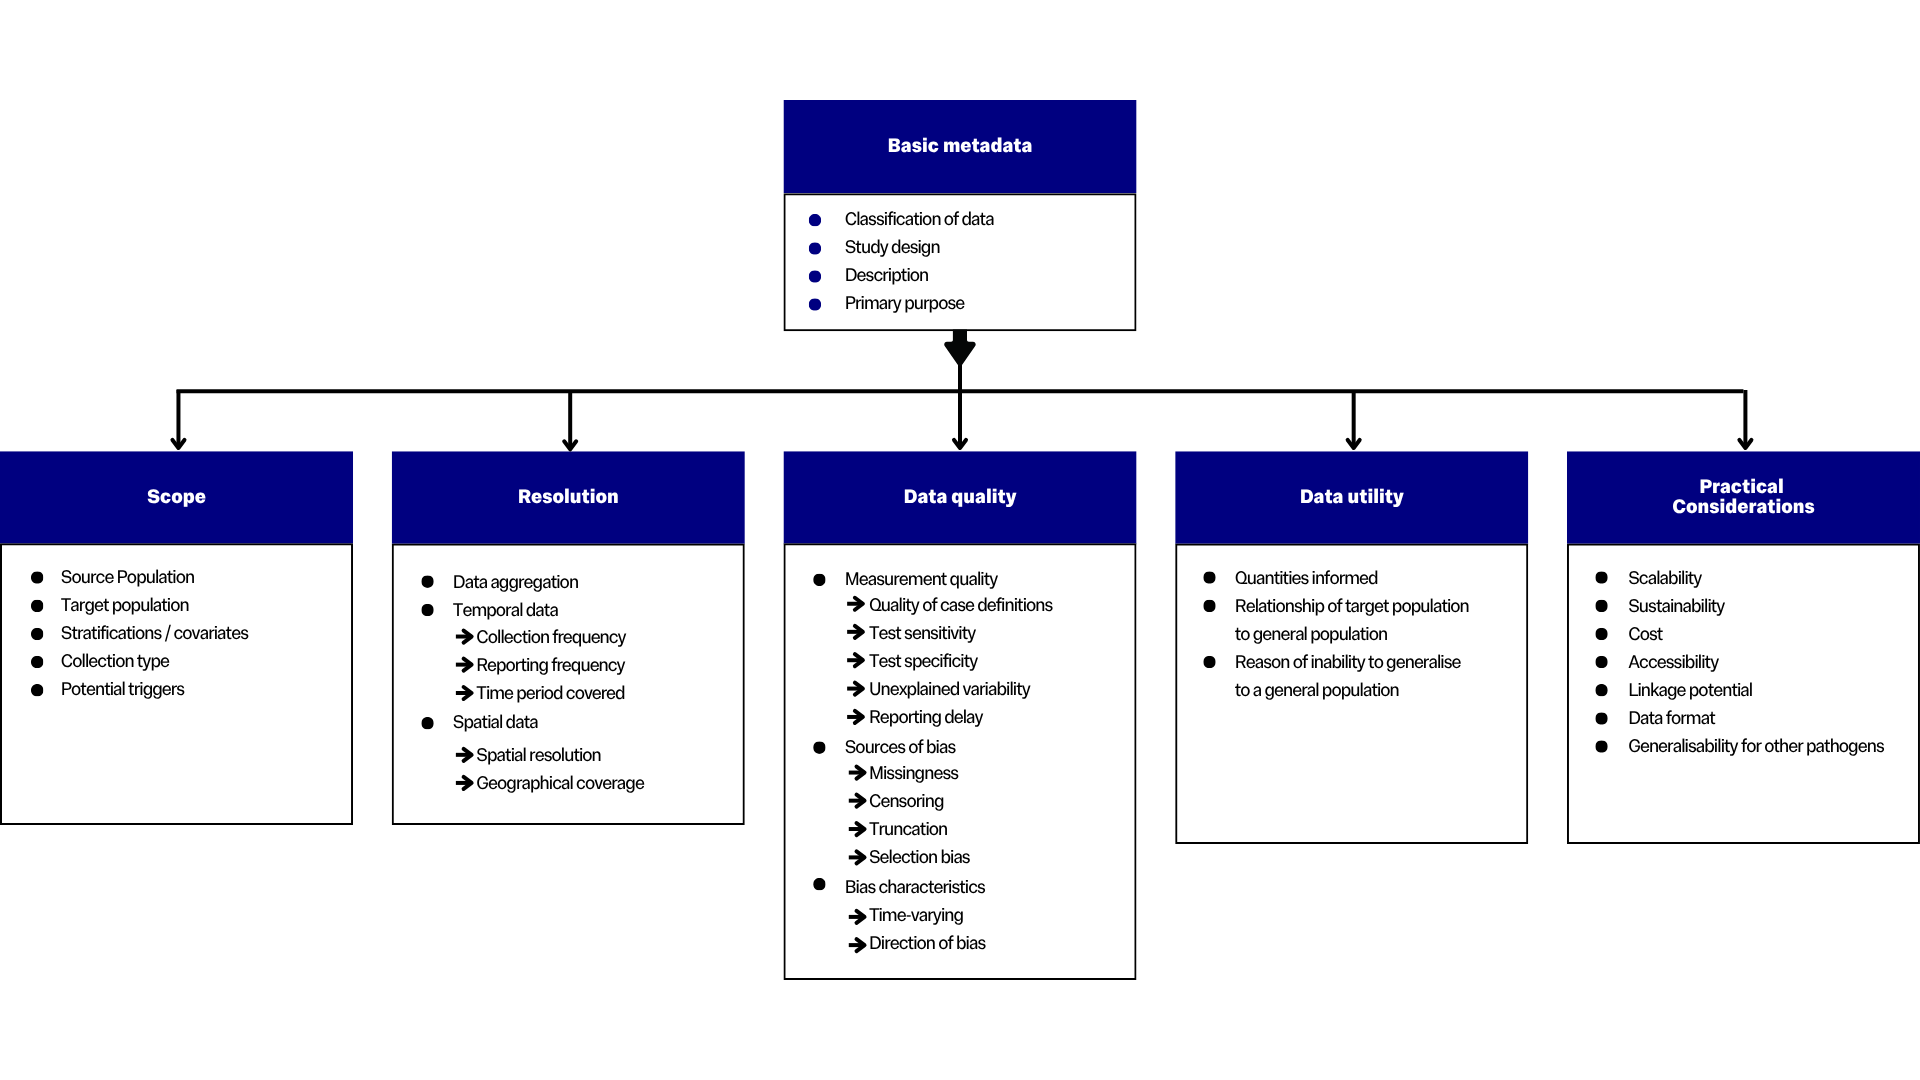 Basic metadata
Classification of data
Study design
Description
Primary purpose
Scope
Source Population
Target population
Stratifications / covariates
Collection type
Potential triggers
Resolution
Data aggregation
Temporal data
Collection frequency
Reporting frequency
Time period covered
Spatial data
Spatial resolution
Geographical coverage
Data quality
Measurement quality
Quality of case definitions
Test sensitivity
Test specificity
Unexplained variability
Reporting delay
Sources of bias
Missingness
Censoring
Truncation
Selection bias
Bias characteristics
Time-varying
Direction of bias
Data utility
Quantities informed
Relationship of target population
to general population
Reason of inability to generalise
to a general population
Practical
Considerations
Scalability
Sustainability
Cost
Accessibility
Linkage potential
Data format
Generalisability for other pathogens